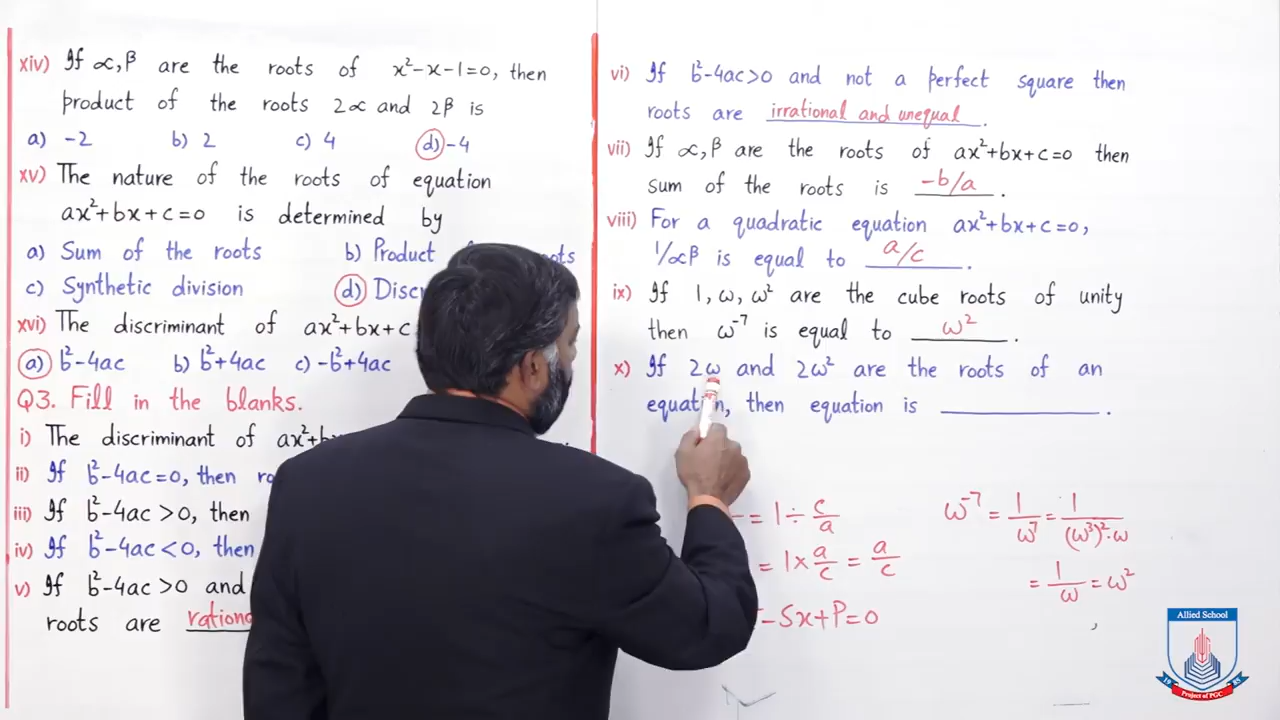 xiv) If ∝, β are the roots of x²-x-1=0, then
product of the roots 2∝ and 2β is
a) -2 b) 2 c) 4 d) -4
xv) The nature of the roots of equation
ax²+bx+c=0 is determined by
a) Sum of the roots b) Product
c) Synthetic division d)
xvi) The discriminant of ax²+bx+c
a) b²-4ac b) b²+4ac c) -b²+4ac
Q3. Fill in the blanks.
i) The discriminant of
ii) If b²-4ac=0, then
iii) If b²-4ac>0, then
iv) If b²-4ac<0, then
v) If b²-4ac>0 and
roots are
vi) If b²-4ac>0 and not a perfect square then
roots are irrational and unequal.
vii) If ∝, β are the roots of ax²+bx+c=0 then
sum of the roots is -b/a.
viii) For a quadratic equation ax²+bx+c=0,
1/∝β is equal to a/c.
ix) If 1, ω, ω² are the cube roots of unity
then ω⁻⁷ is equal to ω².
x) If 2ω and 2ω² are the roots of an
equation, then equation is ________.
= 1 ÷ c/a
= 1 × a/c = a/c
- Sx + P = 0
ω⁻⁷ = 1/ω⁷ = 1/(ω³)²·ω
= 1/ω = ω²
Allied School
19 85
Project of PGC